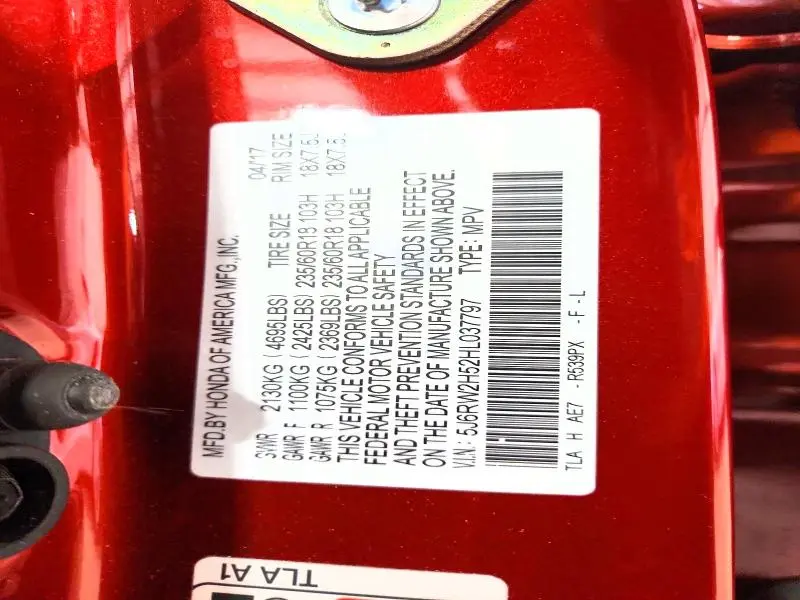 MFD.BY HONDA OF AMERICA MFG.,INC. 04/17
GVWR 2130KG (4695LBS) TIRE SIZE RIM SIZE
GAWR F 1100KG (2425LBS) 235/60R18 103H 18X7.5J
GAWR R 1075KG (2369LBS) 235/60R18 103H 18X7.5J
THIS VEHICLE CONFORMS TO ALL APPLICABLE
FEDERAL MOTOR VEHICLE SAFETY
AND THEFT PREVENTION STANDARDS IN EFFECT
ON THE DATE OF MANUFACTURE SHOWN ABOVE.
V.I.N.: 5J6RW2H52HL037797 TYPE: MPV
TLA H AE7 -R539PX -F-L
TLA A1